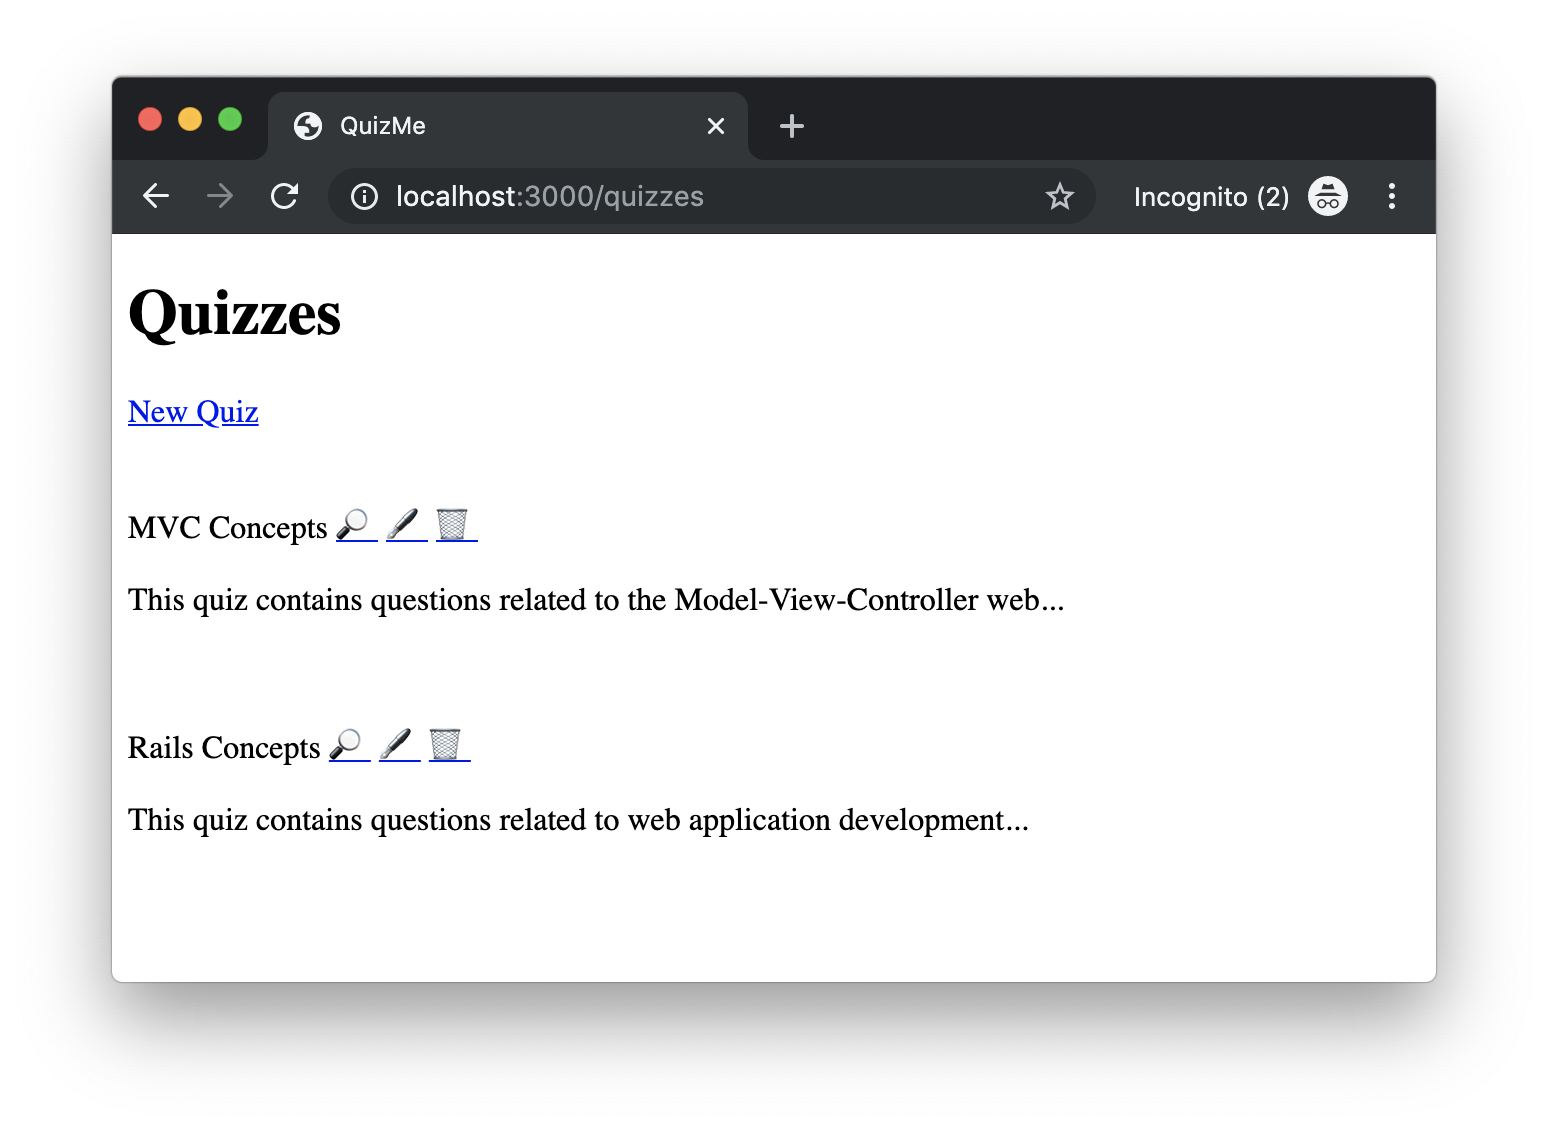 QuizMe
localhost:3000/quizzes Incognito (2)
Quizzes
New Quiz
MVC Concepts 🔎 🖋 🗑
This quiz contains questions related to the Model-View-Controller web...
Rails Concepts 🔎 🖋 🗑
This quiz contains questions related to web application development...